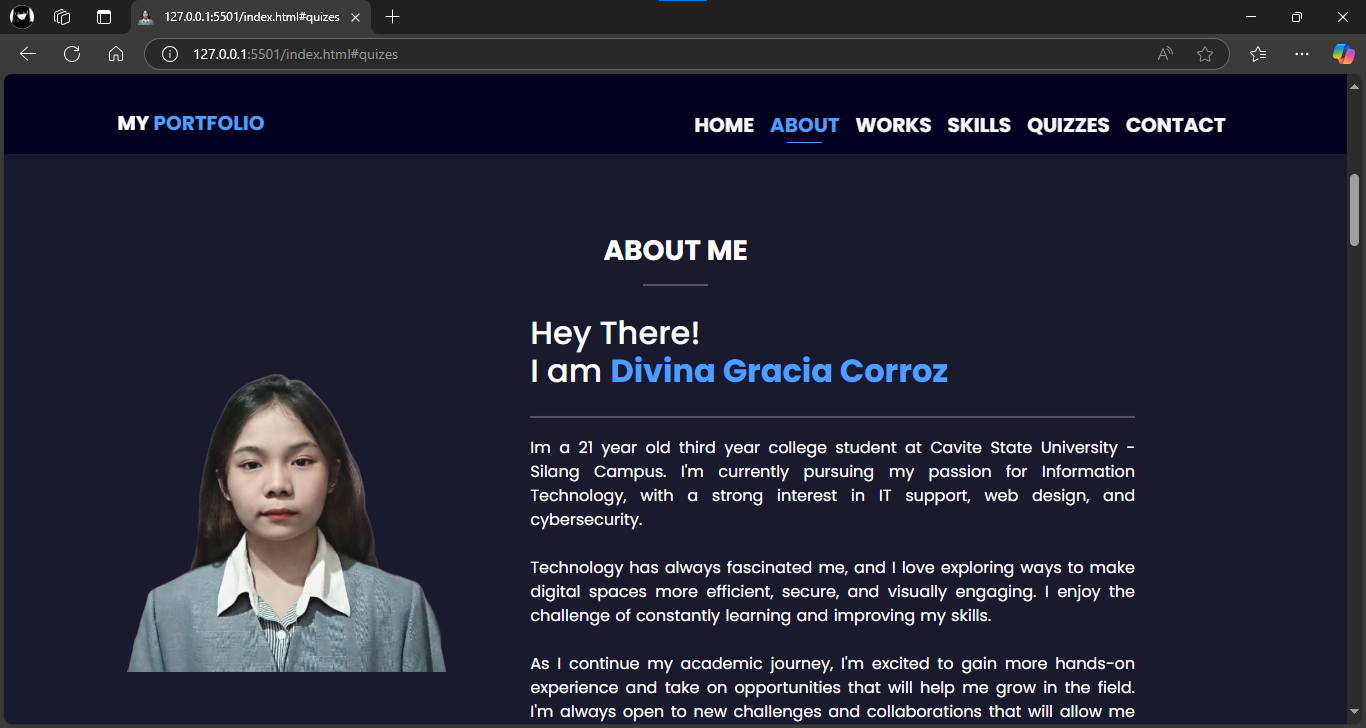 127.0.0.1:5501/index.html#quizes
127.0.0.1:5501/index.html#quizes
MY PORTFOLIO
HOME ABOUT WORKS SKILLS QUIZZES CONTACT
ABOUT ME
Hey There!
I am Divina Gracia Corroz
Im a 21 year old third year college student at Cavite State University -
Silang Campus. I'm currently pursuing my passion for Information
Technology, with a strong interest in IT support, web design, and
cybersecurity.
Technology has always fascinated me, and I love exploring ways to make
digital spaces more efficient, secure, and visually engaging. I enjoy the
challenge of constantly learning and improving my skills.
As I continue my academic journey, I'm excited to gain more hands-on
experience and take on opportunities that will help me grow in the field.
I'm always open to new challenges and collaborations that will allow me